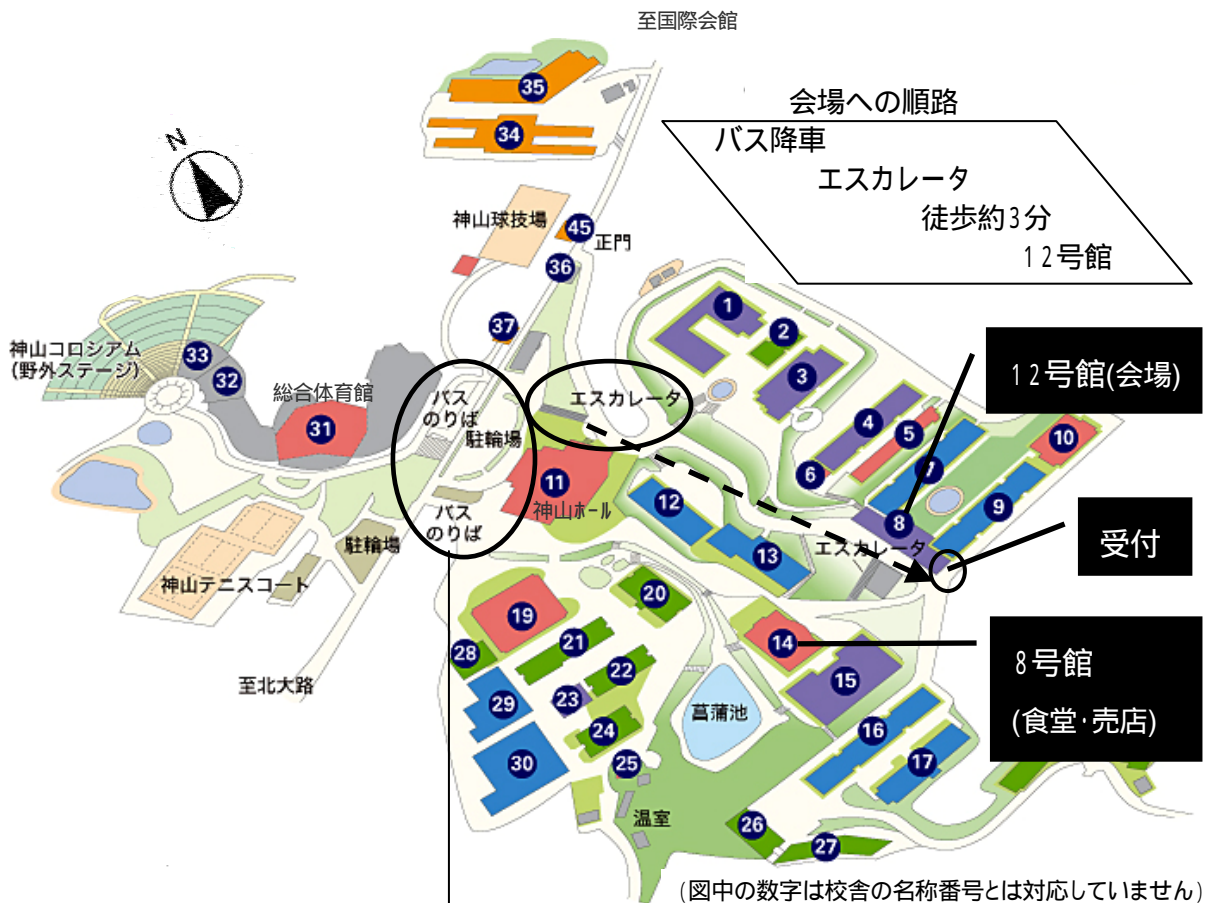 至国際会館
35
34
N
会場への順路
バス降車
エスカレータ
徒歩約3分
12号館
神山球技場
45
正門
36
37
神山コロシアム
(野外ステージ)
33
32
総合体育館
31
バス
のりば
駐輪場
エスカレータ
1
2
3
4
5
6
7
8
9
10
12号館(会場)
11
神山ホール
12
13
エスカレータ
受付
バス
のりば
駐輪場
神山テニスコート
至北大路
19
20
21
22
28
29
23
24
30
25
菖蒲池
14
15
16
17
8号館
(食堂・売店)
温室
26
27
(図中の数字は校舎の名称番号とは対応していません)